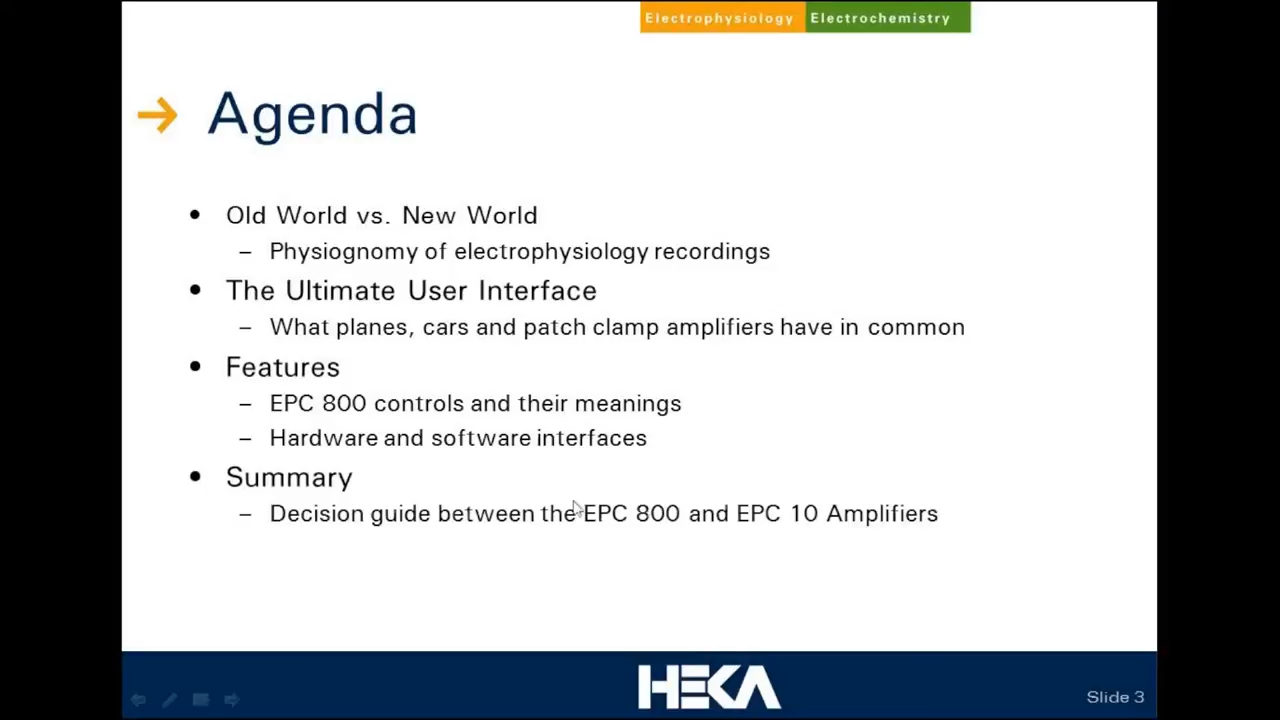 Electrophysiology Electrochemistry
→ Agenda
• Old World vs. New World
– Physiognomy of electrophysiology recordings
• The Ultimate User Interface
– What planes, cars and patch clamp amplifiers have in common
• Features
– EPC 800 controls and their meanings
– Hardware and software interfaces
• Summary
– Decision guide between the EPC 800 and EPC 10 Amplifiers
HEKA
Slide 3